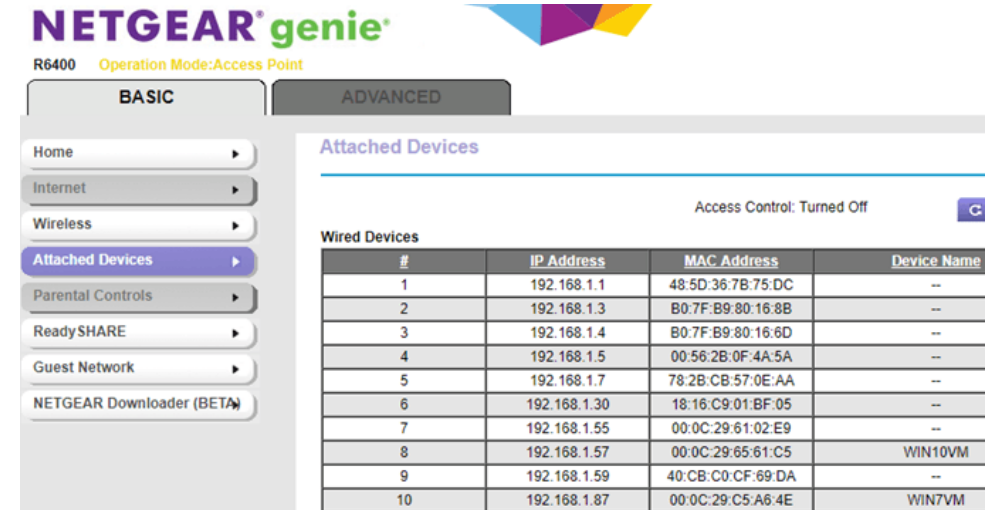 NETGEAR® genie®
R6400 Operation Mode:Access Point
BASIC ADVANCED
Home
Internet
Wireless
Attached Devices
Parental Controls
ReadySHARE
Guest Network
NETGEAR Downloader (BETA)
Attached Devices
Access Control: Turned Off
Wired Devices
# IP Address MAC Address Device Name
1 192.168.1.1 48:5D:36:7B:75:DC --
2 192.168.1.3 B0:7F:B9:80:16:8B --
3 192.168.1.4 B0:7F:B9:80:16:6D --
4 192.168.1.5 00:56:2B:0F:4A:5A --
5 192.168.1.7 78:2B:CB:57:0E:AA --
6 192.168.1.30 18:16:C9:01:BF:05 --
7 192.168.1.55 00:0C:29:61:02:E9 --
8 192.168.1.57 00:0C:29:65:61:C5 WIN10VM
9 192.168.1.59 40:CB:C0:CF:69:DA --
10 192.168.1.87 00:0C:29:C5:A6:4E WIN7VM